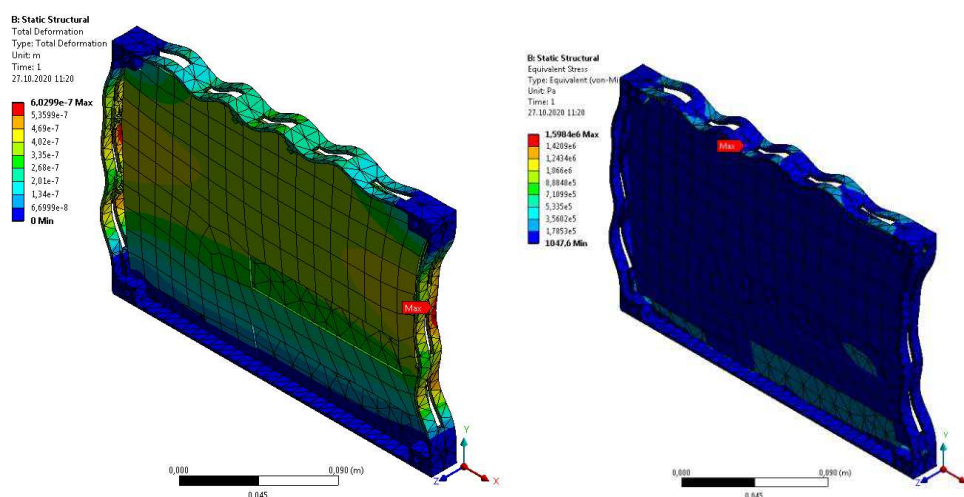 B: Static Structural
Total Deformation
Type: Total Deformation
Unit: m
Time: 1
27.10.2020 11:20
6,0299e-7 Max
5,3599e-7
4,69e-7
4,02e-7
3,35e-7
2,68e-7
2,01e-7
1,34e-7
6,6999e-8
0 Min
Max
0,000
0,090 (m)
0,045
Y
Z
X
B: Static Structural
Equivalent Stress
Type: Equivalent (von-Mi
Unit: Pa
Time: 1
27.10.2020 11:20
1,5984e6 Max
1,4209e6
1,2434e6
1,066e6
8,8848e5
7,1099e5
5,335e5
3,5602e5
1,7853e5
1047,6 Min
Max
0,000
0,090 (m)
0,045
Y
Z